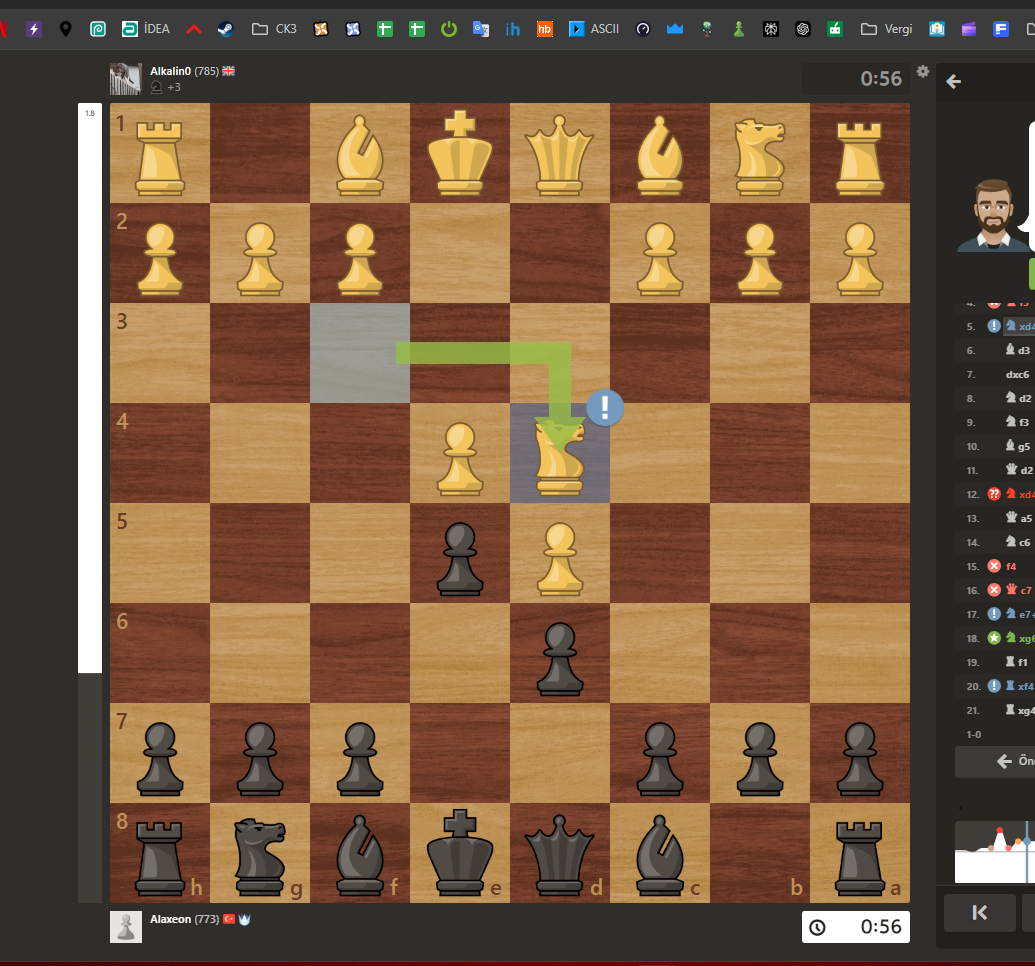 İDEA
CK3
ih
hb
ASCII
Vergi
Alkalin0 (785)
+3
0:56
1.8
1
2
3
4
5
6
7
8
h
g
f
e
d
c
b
a
!
5. ! xd4
6. d3
7. dxc6
8. d2
9. f3
10. g5
11. d2
12. ?? xd4
13. a5
14. c6
15. f4
16. c7
17. ! e7+
18. xg6
19. f1
20. ! xf4
21. xg4
1-0
Alaxeon (773)
0:56